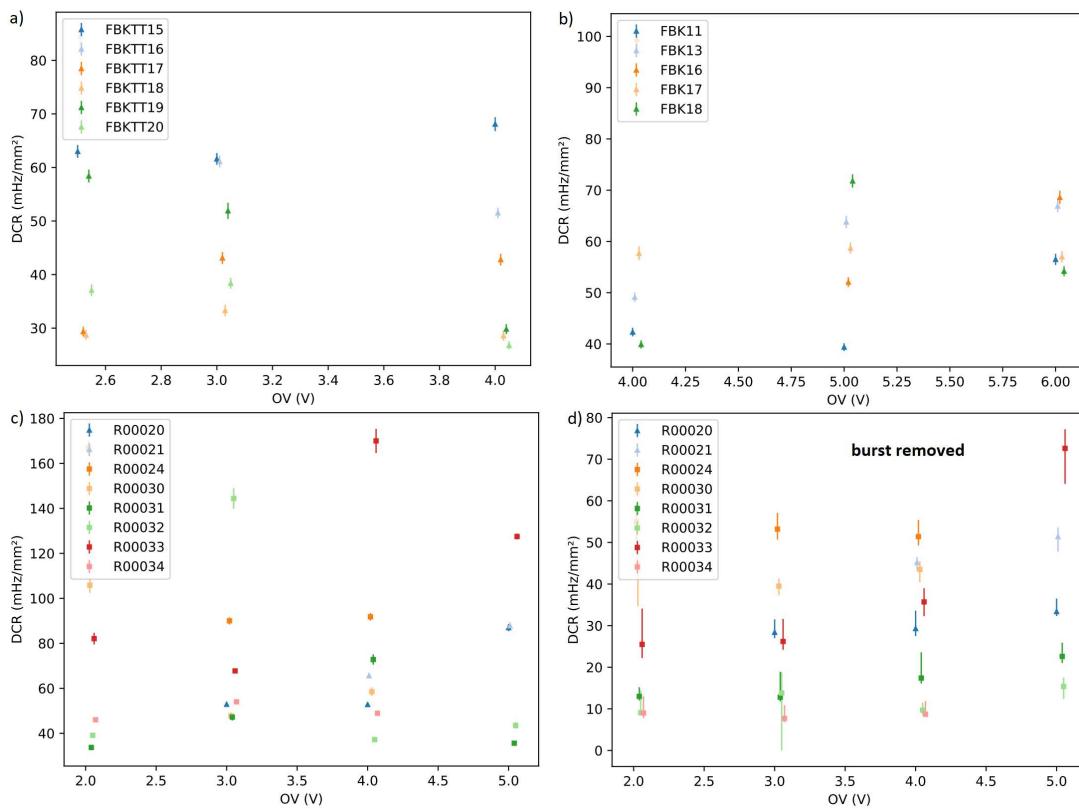 a)
FBKTT15
FBKTT16
FBKTT17
FBKTT18
FBKTT19
FBKTT20
80
70
60
50
40
30
DCR (mHz/mm²)
2.6 2.8 3.0 3.2 3.4 3.6 3.8 4.0
OV (V)
b)
FBK11
FBK13
FBK16
FBK17
FBK18
100
90
80
70
60
50
40
DCR (mHz/mm²)
4.00 4.25 4.50 4.75 5.00 5.25 5.50 5.75 6.00
OV (V)
c)
R00020
R00021
R00024
R00030
R00031
R00032
R00033
R00034
180
160
140
120
100
80
60
40
DCR (mHz/mm²)
2.0 2.5 3.0 3.5 4.0 4.5 5.0
OV (V)
d)
burst removed
R00020
R00021
R00024
R00030
R00031
R00032
R00033
R00034
80
70
60
50
40
30
20
10
0
DCR (mHz/mm²)
2.0 2.5 3.0 3.5 4.0 4.5 5.0
OV (V)